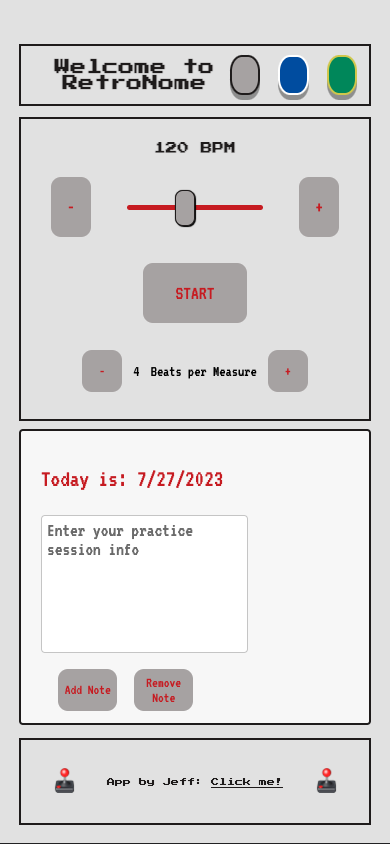 Welcome to
RetroNome
120 BPM
-
+
START
-
4 Beats per Measure
+
Today is: 7/27/2023
Enter your practice
session info
Add Note
Remove
Note
App by Jeff: Click me!